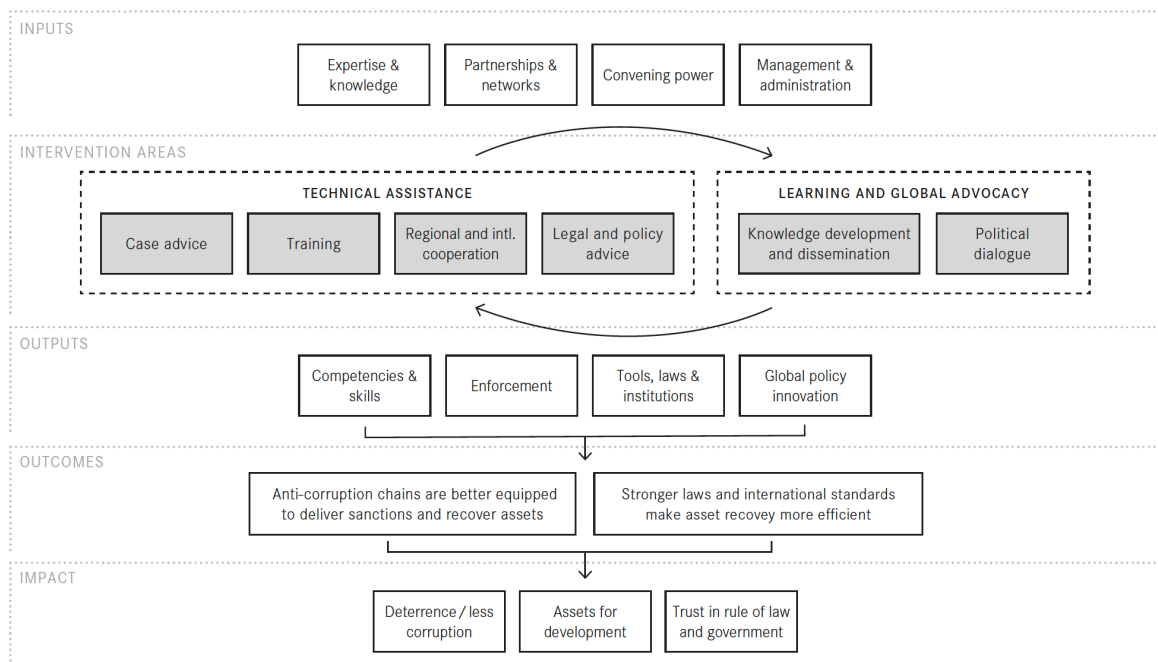 INPUTS
Expertise &
knowledge
Partnerships &
networks
Convening power
Management &
administration
INTERVENTION AREAS
TECHNICAL ASSISTANCE
Case advice
Training
Regional and intl.
cooperation
Legal and policy
advice
LEARNING AND GLOBAL ADVOCACY
Knowledge development
and dissemination
Political
dialogue
OUTPUTS
Competencies &
skills
Enforcement
Tools, laws &
institutions
Global policy
innovation
OUTCOMES
Anti-corruption chains are better equipped
to deliver sanctions and recover assets
Stronger laws and international standards
make asset recovey more efficient
IMPACT
Deterrence / less
corruption
Assets for
development
Trust in rule of law
and government